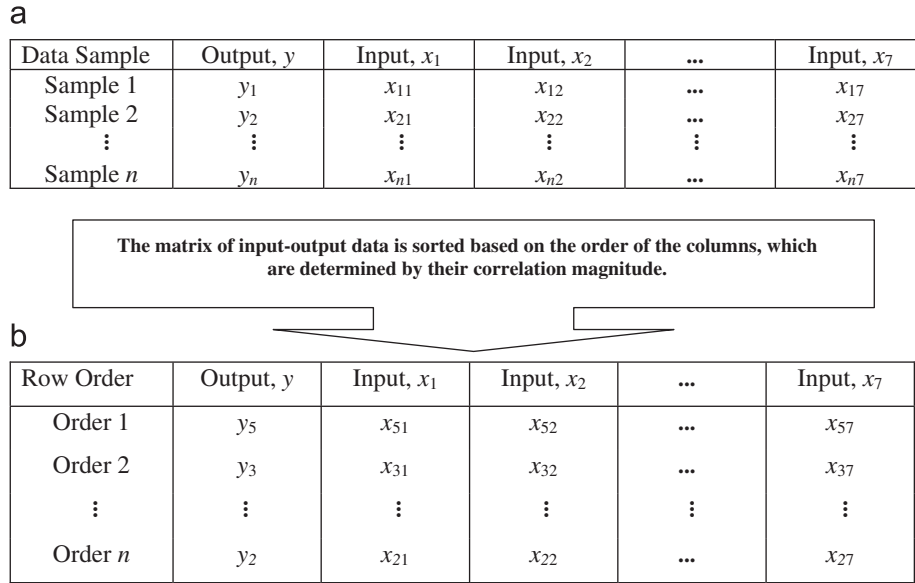 a
Data Sample Output, y Input, x₁ Input, x₂ ... Input, x₇
Sample 1 y₁ x₁₁ x₁₂ ... x₁₇
Sample 2 y₂ x₂₁ x₂₂ ... x₂₇
⋮ ⋮ ⋮ ⋮ ⋮
Sample n yₙ xₙ₁ xₙ₂ ... xₙ₇
The matrix of input-output data is sorted based on the order of the columns, which
are determined by their correlation magnitude.
b
Row Order Output, y Input, x₁ Input, x₂ ... Input, x₇
Order 1 y₅ x₅₁ x₅₂ ... x₅₇
Order 2 y₃ x₃₁ x₃₂ ... x₃₇
⋮ ⋮ ⋮ ⋮ ⋮ ⋮
Order n y₂ x₂₁ x₂₂ ... x₂₇